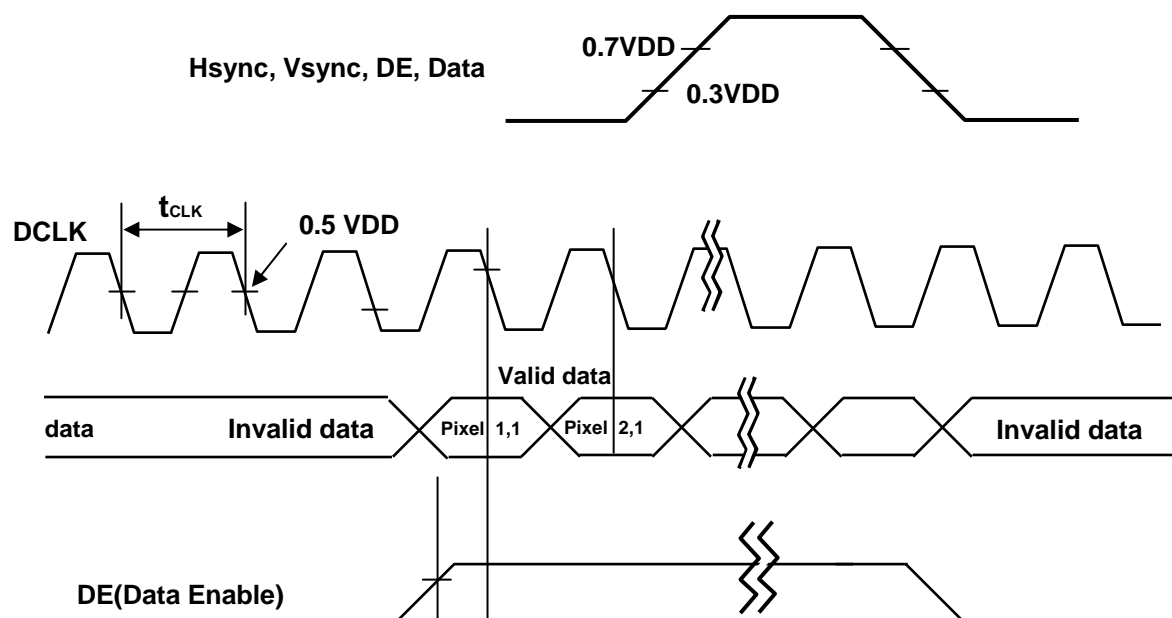 0.7VDD
Hsync, Vsync, DE, Data
0.3VDD
tCLK
0.5 VDD
DCLK
Valid data
data
Invalid data
Pixel 1,1
Pixel 2,1
Invalid data
DE(Data Enable)